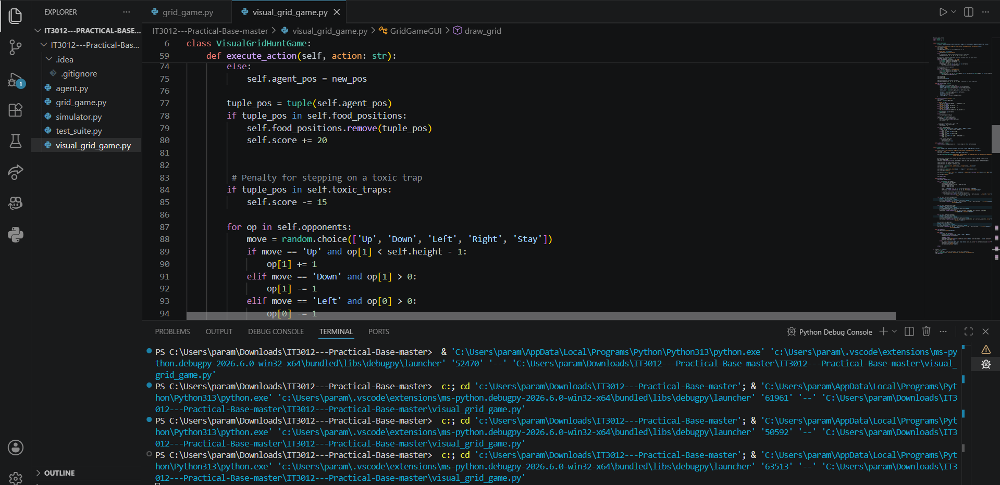 EXPLORER
IT3012---PRACTICAL-BASE...
IT3012---Practical-Bas...
.idea
.gitignore
agent.py
grid_game.py
simulator.py
test_suite.py
visual_grid_game.py
OUTLINE
1
grid_game.py
visual_grid_game.py
IT3012---Practical-Base-master > visual_grid_game.py > GridGameGUI > draw_grid
6 class VisualGridHuntGame:
59 def execute_action(self, action: str):
74 else:
75 self.agent_pos = new_pos
76
77 tuple_pos = tuple(self.agent_pos)
78 if tuple_pos in self.food_positions:
79 self.food_positions.remove(tuple_pos)
80 self.score += 20
81
82
83 # Penalty for stepping on a toxic trap
84 if tuple_pos in self.toxic_traps:
85 self.score -= 15
86
87 for op in self.opponents:
88 move = random.choice(['Up', 'Down', 'Left', 'Right', 'Stay'])
89 if move == 'Up' and op[1] < self.height - 1:
90 op[1] += 1
91 elif move == 'Down' and op[1] > 0:
92 op[1] -= 1
93 elif move == 'Left' and op[0] > 0:
94 op[0] -= 1
PROBLEMS OUTPUT DEBUG CONSOLE TERMINAL PORTS
Python Debug Console
PS C:\Users\param\Downloads\IT3012---Practical-Base-master>  & 'C:\Users\param\AppData\Local\Programs\Python\Python313\python.exe' 'c:\Users\param\.vscode\extensions\ms-py
thon.debugpy-2026.6.0-win32-x64\bundled\libs\debugpy\launcher' '52470' '--' 'C:\Users\param\Downloads\IT3012---Practical-Base-master\IT3012---Practical-Base-master\visual_
grid_game.py'
PS C:\Users\param\Downloads\IT3012---Practical-Base-master>  c:; cd 'c:\Users\param\Downloads\IT3012---Practical-Base-master'; & 'C:\Users\param\AppData\Local\Programs\Pyt
hon\Python313\python.exe' 'c:\Users\param\.vscode\extensions\ms-python.debugpy-2026.6.0-win32-x64\bundled\libs\debugpy\launcher' '61961' '--' 'C:\Users\param\Downloads\IT3
012---Practical-Base-master\IT3012---Practical-Base-master\visual_grid_game.py'
PS C:\Users\param\Downloads\IT3012---Practical-Base-master>  c:; cd 'c:\Users\param\Downloads\IT3012---Practical-Base-master'; & 'C:\Users\param\AppData\Local\Programs\Pyt
hon\Python313\python.exe' 'c:\Users\param\.vscode\extensions\ms-python.debugpy-2026.6.0-win32-x64\bundled\libs\debugpy\launcher' '50592' '--' 'C:\Users\param\Downloads\IT3
012---Practical-Base-master\IT3012---Practical-Base-master\visual_grid_game.py'
PS C:\Users\param\Downloads\IT3012---Practical-Base-master>  c:; cd 'c:\Users\param\Downloads\IT3012---Practical-Base-master'; & 'C:\Users\param\AppData\Local\Programs\Pyt
hon\Python313\python.exe' 'c:\Users\param\.vscode\extensions\ms-python.debugpy-2026.6.0-win32-x64\bundled\libs\debugpy\launcher' '63513' '--' 'C:\Users\param\Downloads\IT3
012---Practical-Base-master\IT3012---Practical-Base-master\visual_grid_game.py'